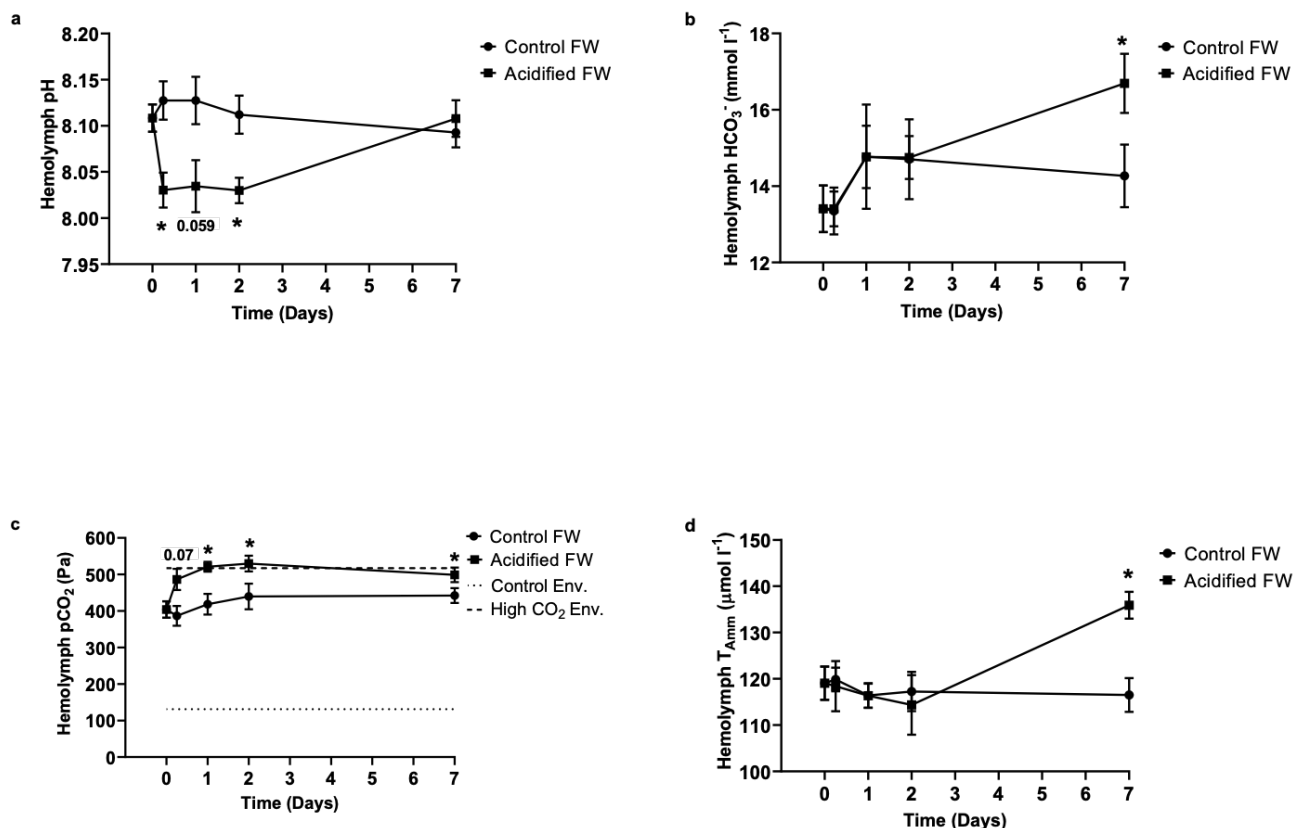 a
8.20
8.15
8.10
8.05
8.00
7.95
Hemolymph pH
Control FW
Acidified FW
* 0.059 *
0 1 2 3 4 5 6 7
Time (Days)
b
18
16
14
12
Hemolymph HCO₃⁻ (mmol l⁻¹)
*
Control FW
Acidified FW
0 1 2 3 4 5 6 7
Time (Days)
c
600
500
400
300
200
100
0
Hemolymph pCO₂ (Pa)
0.07 * * *
Control FW
Acidified FW
Control Env.
High CO₂ Env.
0 1 2 3 4 5 6 7
Time (Days)
d
150
140
130
120
110
100
Hemolymph T_Amm (μmol l⁻¹)
*
Control FW
Acidified FW
0 1 2 3 4 5 6 7
Time (Days)